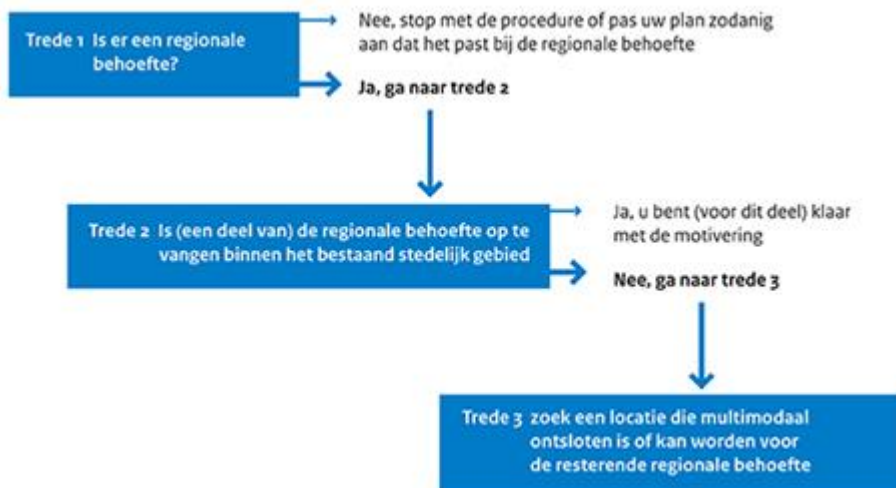 Trede 1 Is er een regionale
behoefte?
Nee, stop met de procedure of pas uw plan zodanig
aan dat het past bij de regionale behoefte
Ja, ga naar trede 2
Trede 2 Is (een deel van) de regionale behoefte op te
vangen binnen het bestaand stedelijk gebied
Ja, u bent (voor dit deel) klaar
met de motivering
Nee, ga naar trede 3
Trede 3 zoek een locatie die multimodaal
ontsloten is of kan worden voor
de resterende regionale behoefte